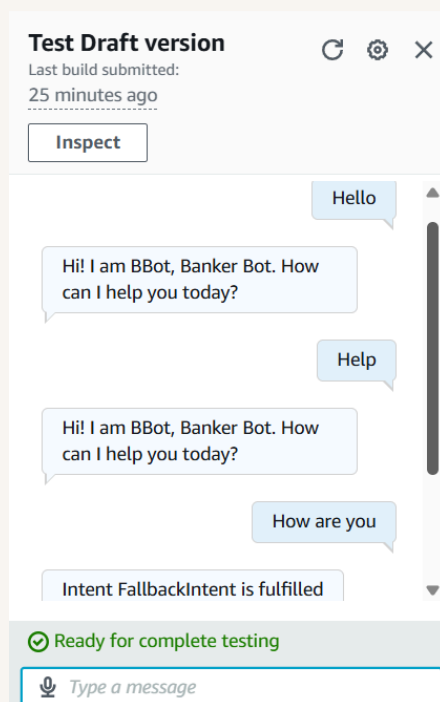 Test Draft version
Last build submitted:
25 minutes ago
Inspect
Hello
Hi! I am BBot, Banker Bot. How
can I help you today?
Help
Hi! I am BBot, Banker Bot. How
can I help you today?
How are you
Intent FallbackIntent is fulfilled
Ready for complete testing
Type a message